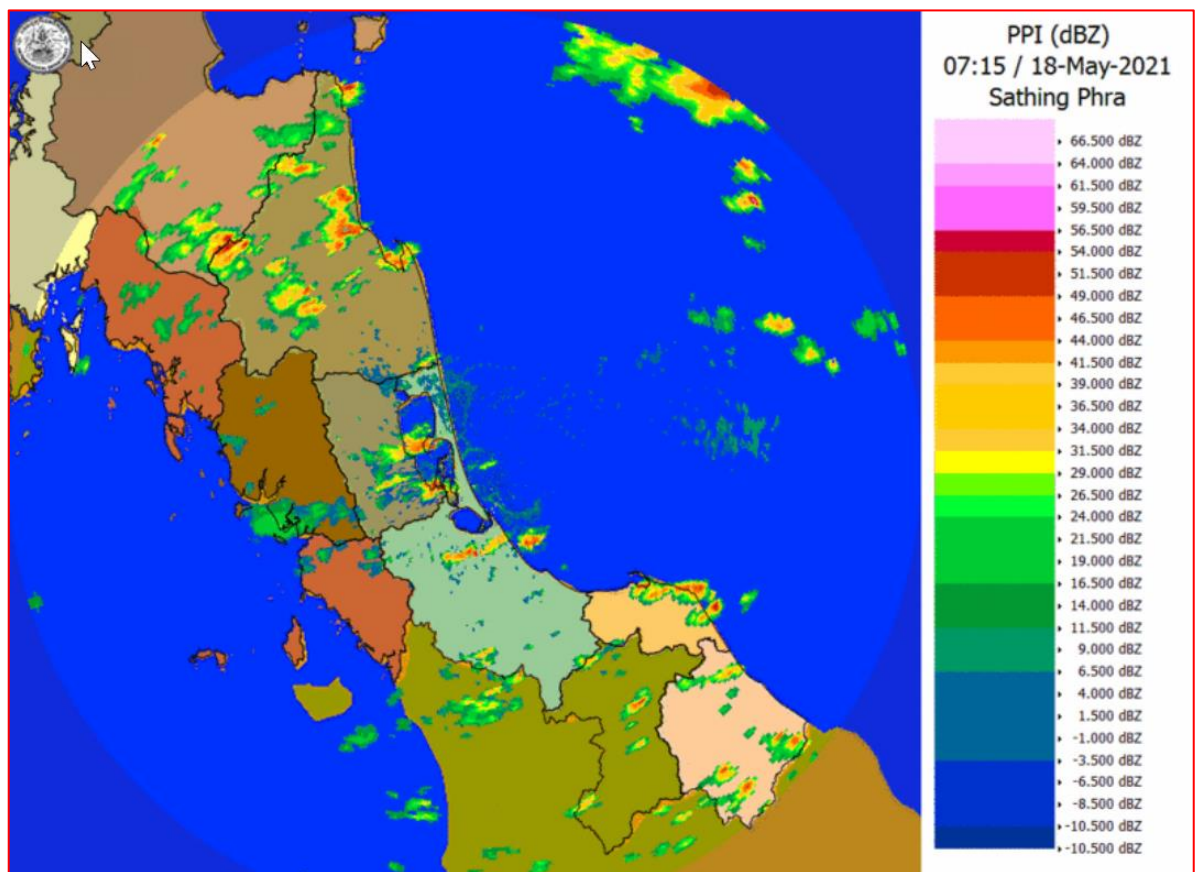 PPI (dBZ)
07:15 / 18-May-2021
Sathing Phra
66.500 dBZ
64.000 dBZ
61.500 dBZ
59.500 dBZ
56.500 dBZ
54.000 dBZ
51.500 dBZ
49.000 dBZ
46.500 dBZ
44.000 dBZ
41.500 dBZ
39.000 dBZ
36.500 dBZ
34.000 dBZ
31.500 dBZ
29.000 dBZ
26.500 dBZ
24.000 dBZ
21.500 dBZ
19.000 dBZ
16.500 dBZ
14.000 dBZ
11.500 dBZ
9.000 dBZ
6.500 dBZ
4.000 dBZ
1.500 dBZ
-1.000 dBZ
-3.500 dBZ
-6.500 dBZ
-8.500 dBZ
-10.500 dBZ
-10.500 dBZ